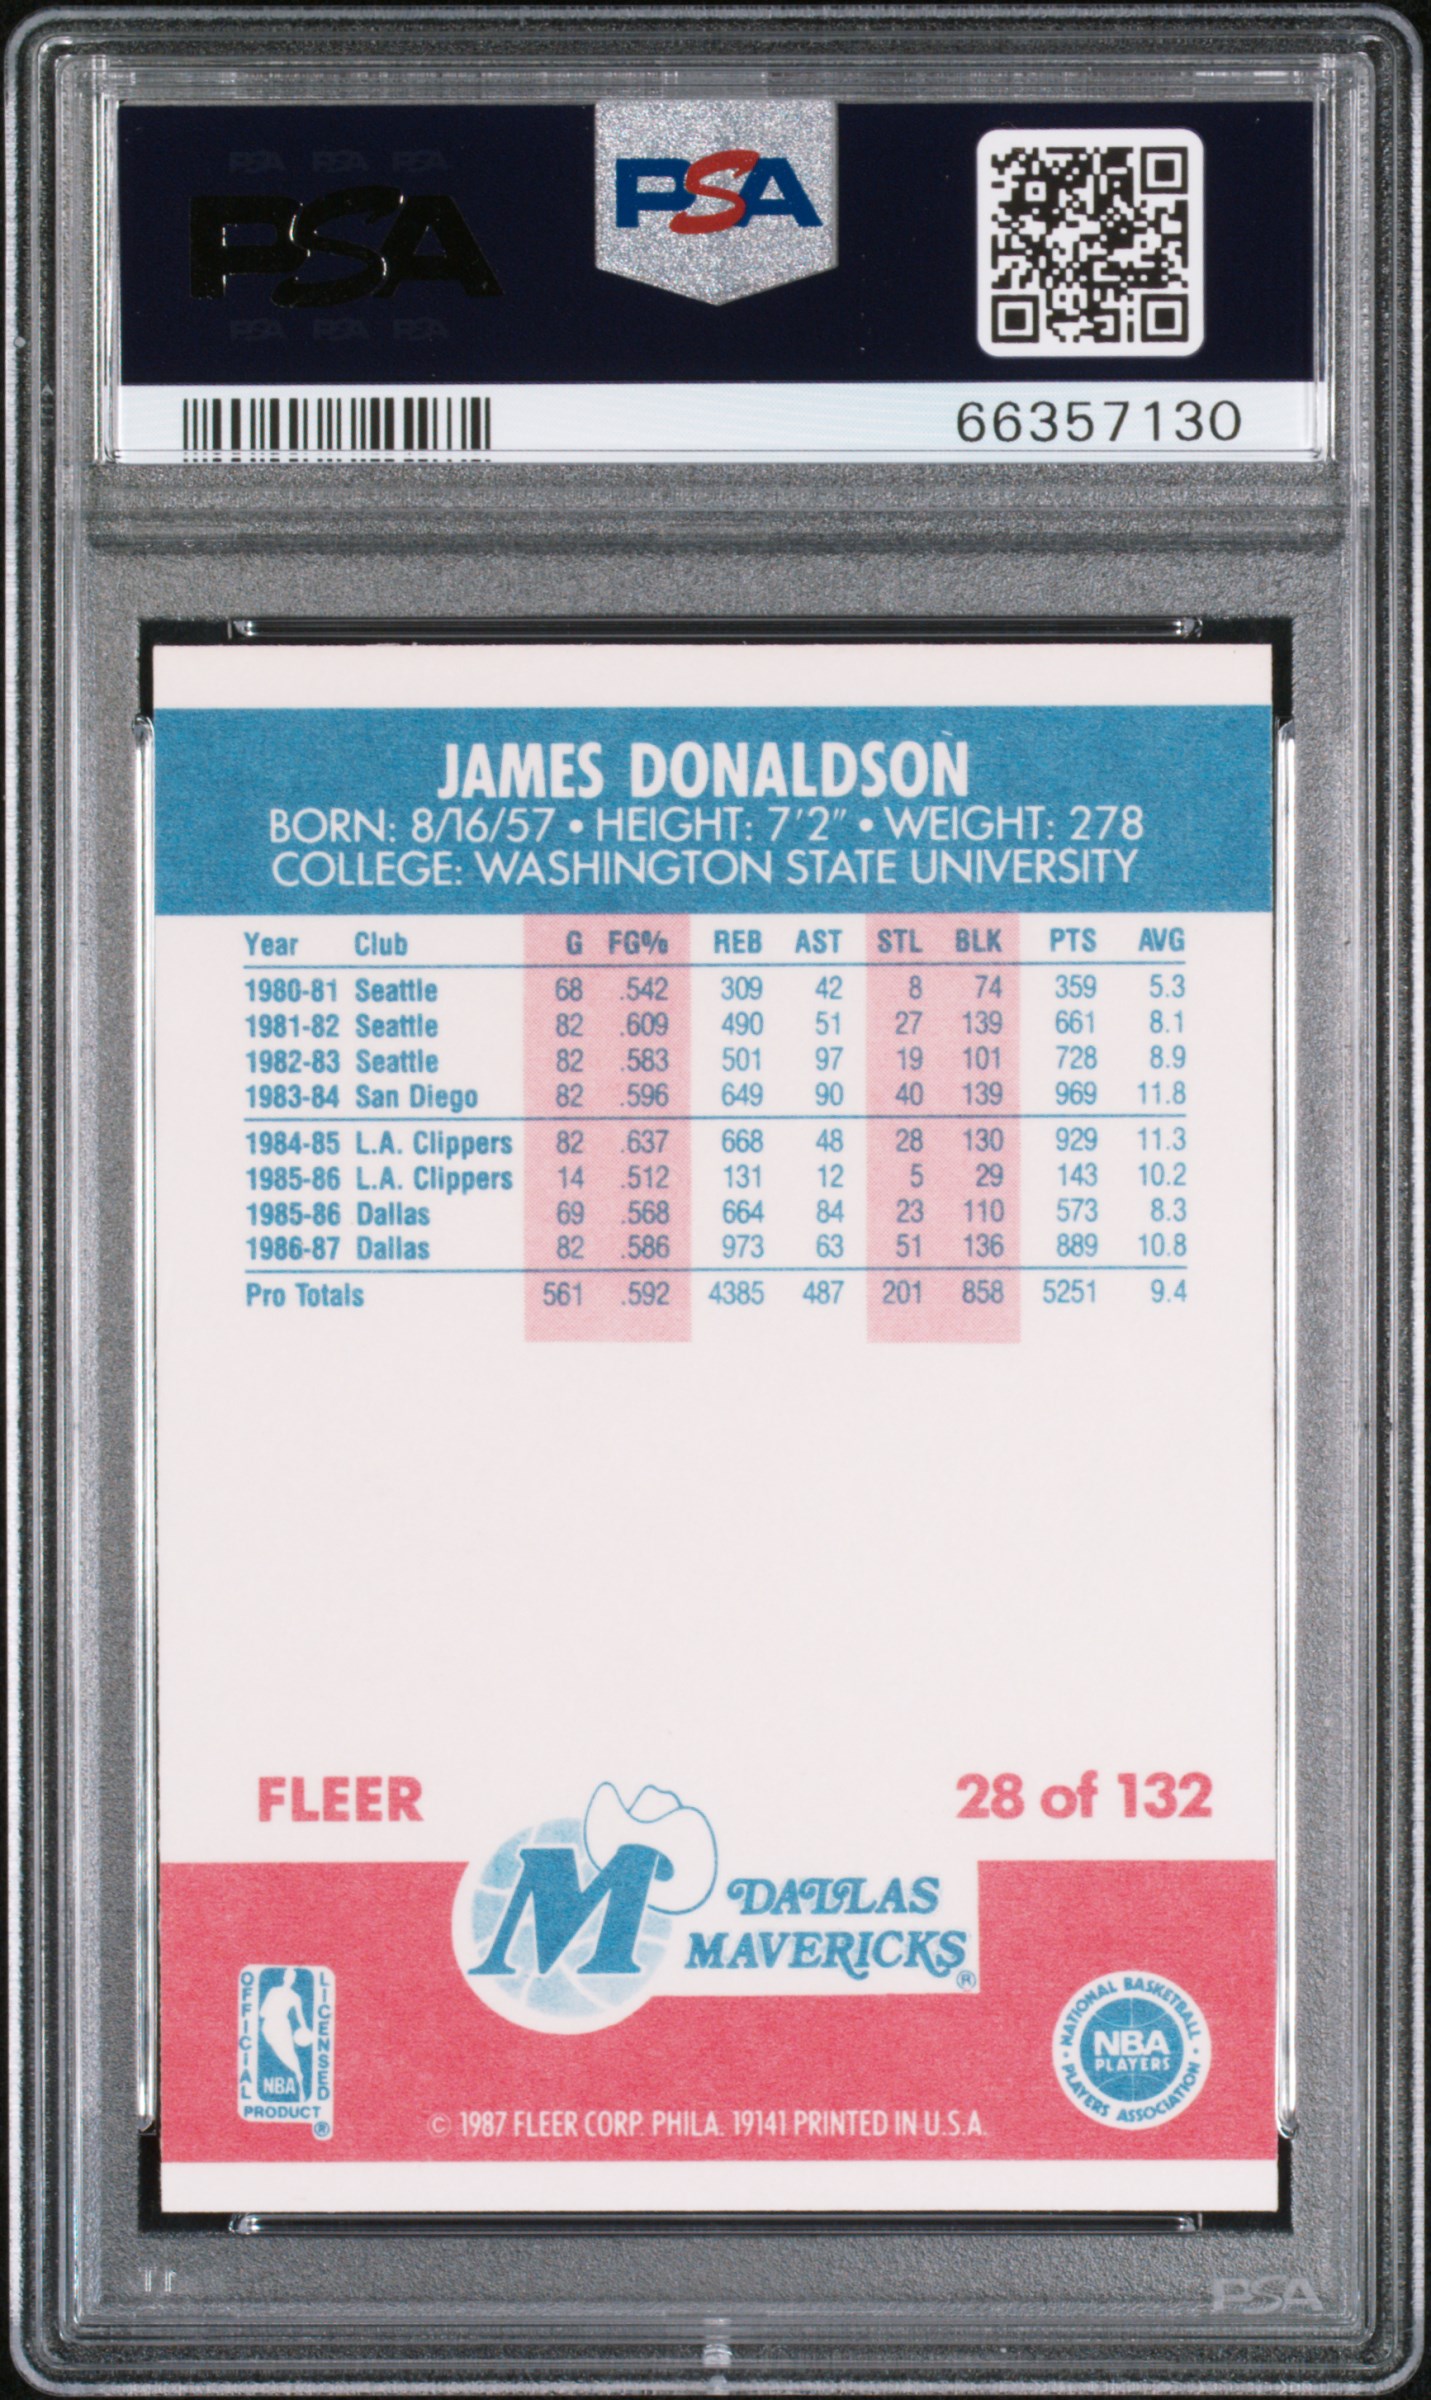 PSA PSA PSA
PSA
PSA PSA PSA
PSA
66357130
JAMES DONALDSON
BORN: 8/16/57 • HEIGHT: 7'2" • WEIGHT: 278
COLLEGE: WASHINGTON STATE UNIVERSITY
Year Club G FG% REB AST STL BLK PTS AVG
1980-81 Seattle 68 .542 309 42 8 74 359 5.3
1981-82 Seattle 82 .609 490 51 27 139 661 8.1
1982-83 Seattle 82 .583 501 97 19 101 728 8.9
1983-84 San Diego 82 .596 649 90 40 139 969 11.8
1984-85 L.A. Clippers 82 .637 668 48 28 130 929 11.3
1985-86 L.A. Clippers 14 .512 131 12 5 29 143 10.2
1985-86 Dallas 69 .568 664 84 23 110 573 8.3
1986-87 Dallas 82 .586 973 63 51 136 889 10.8
Pro Totals 561 .592 4385 487 201 858 5251 9.4
FLEER
28 of 132
M
DALLAS
MAVERICKS®
OFFICIAL LICENSED
NBA
PRODUCT ®
NATIONAL BASKETBALL
NBA
PLAYERS
PLAYERS ASSOCIATION
© 1987 FLEER CORP. PHILA. 19141 PRINTED IN U.S.A.
PSA